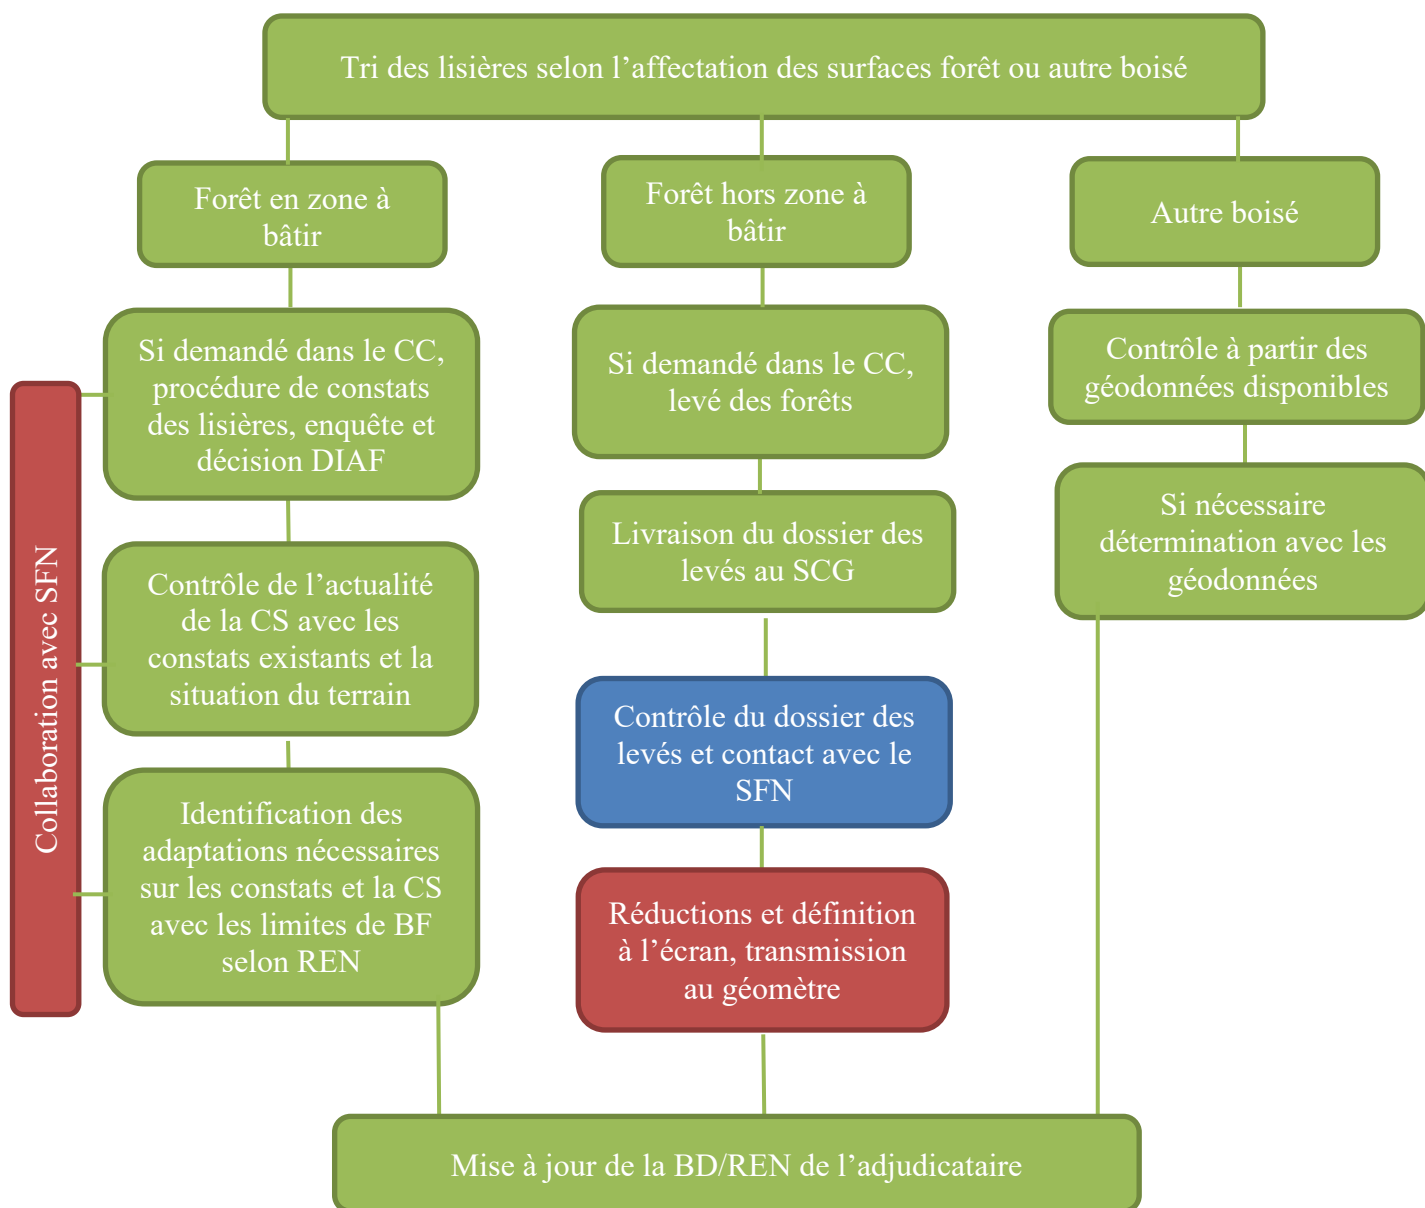 Tri des lisières selon l’affectation des surfaces forêt ou autre boisé
Forêt en zone à
bâtir
Forêt hors zone à
bâtir
Autre boisé
Si demandé dans le CC,
procédure de constats
des lisières, enquête et
décision DIAF
Si demandé dans le CC,
levé des forêts
Contrôle à partir des
géodonnées disponibles
Collaboration avec SFN
Contrôle de l’actualité
de la CS avec les
constats existants et la
situation du terrain
Livraison du dossier des
levés au SCG
Si nécessaire
détermination avec les
géodonnées
Identification des
adaptations nécessaires
sur les constats et la CS
avec les limites de BF
selon REN
Contrôle du dossier des
levés et contact avec le
SFN
Réductions et définition
à l’écran, transmission
au géomètre
Mise à jour de la BD/REN de l’adjudicataire